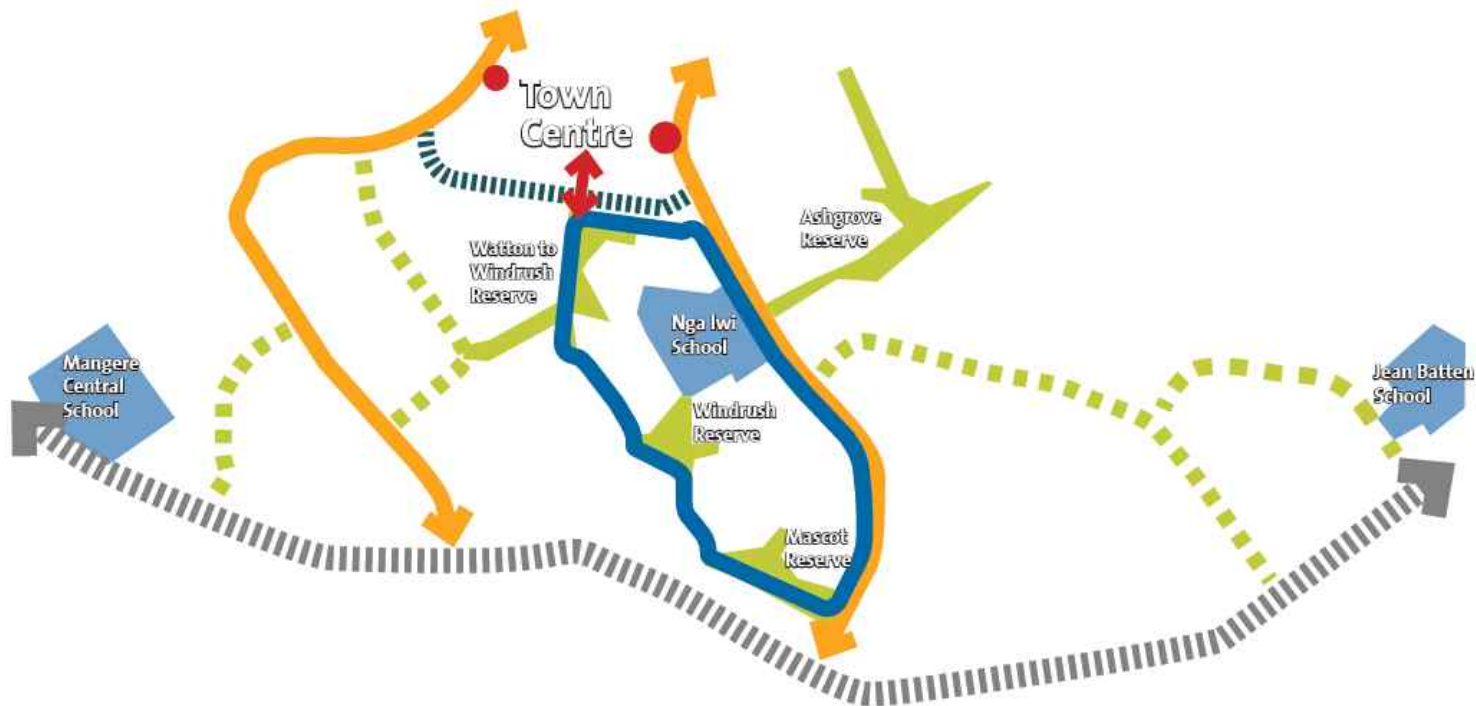 Town
Centre
Ashgrove
Reserve
Watton to
Windrush
Reserve
Nga Iwi
School
Mangere
Central
School
Jean Batten
School
Windrush
Reserve
Mascot
Reserve